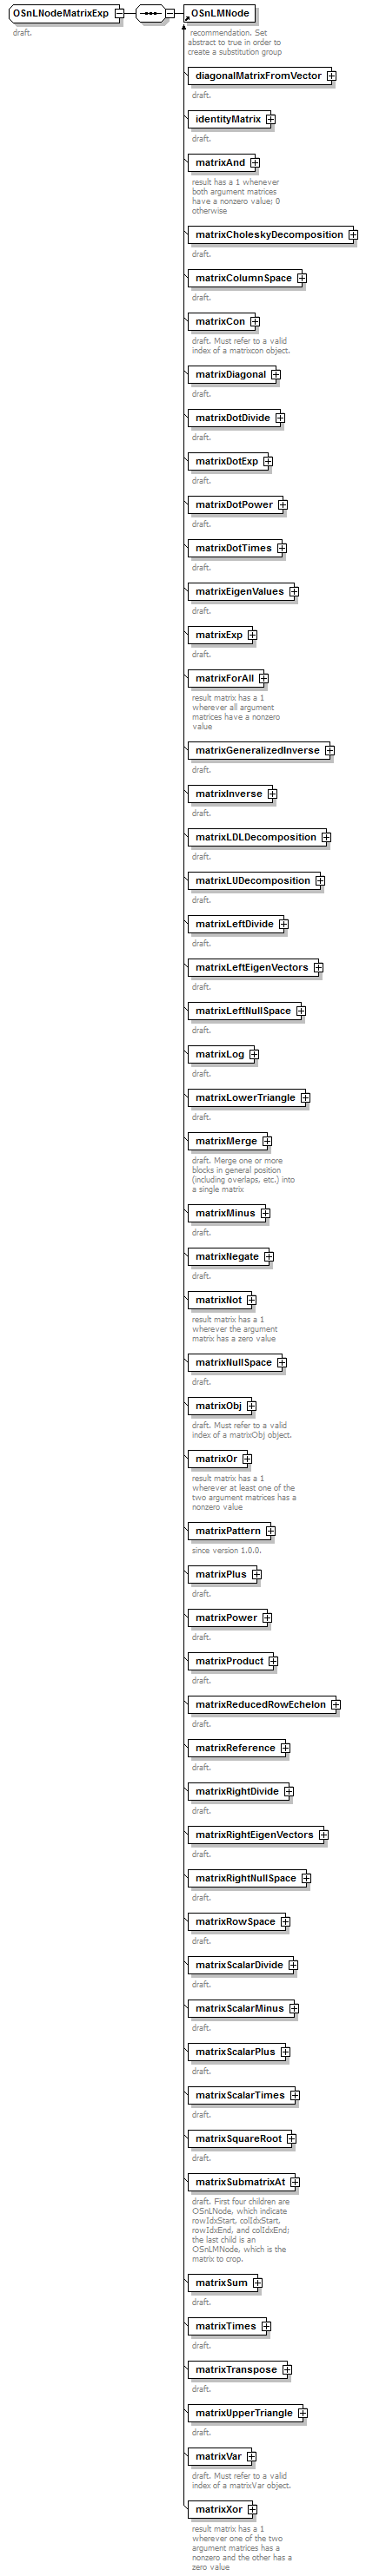 OSnLNodeMatrixExp
draft.
OSnLMNode
recommendation. Set
abstract to true in order to
create a substitution group
diagonalMatrixFromVector
draft.
identityMatrix
draft.
matrixAnd
result has a 1 whenever
both argument matrices
have a nonzero value; 0
otherwise
matrixCholeskyDecomposition
draft.
matrixColumnSpace
draft.
matrixCon
draft. Must refer to a valid
index of a matrixcon object.
matrixDiagonal
draft.
matrixDotDivide
draft.
matrixDotExp
draft.
matrixDotPower
draft.
matrixDotTimes
draft.
matrixEigenValues
draft.
matrixExp
draft.
matrixForAll
result matrix has a 1
wherever all argument
matrices have a nonzero
value
matrixGeneralizedInverse
draft.
matrixInverse
draft.
matrixLDLDecomposition
draft.
matrixLUDecomposition
draft.
matrixLeftDivide
draft.
matrixLeftEigenVectors
draft.
matrixLeftNullSpace
draft.
matrixLog
draft.
matrixLowerTriangle
draft.
matrixMerge
draft. Merge one or more
blocks in general position
(including overlaps, etc.) into
a single matrix
matrixMinus
draft.
matrixNegate
draft.
matrixNot
result matrix has a 1
wherever the argument
matrix has a zero value
matrixNullSpace
draft.
matrixObj
draft. Must refer to a valid
index of a matrixObj object.
matrixOr
result matrix has a 1
wherever at least one of the
two argument matrices has a
nonzero value
matrixPattern
since version 1.0.0.
matrixPlus
draft.
matrixPower
draft.
matrixProduct
draft.
matrixReducedRowEchelon
draft.
matrixReference
draft.
matrixRightDivide
draft.
matrixRightEigenVectors
draft.
matrixRightNullSpace
draft.
matrixRowSpace
draft.
matrixScalarDivide
draft.
matrixScalarMinus
draft.
matrixScalarPlus
draft.
matrixScalarTimes
draft.
matrixSquareRoot
draft.
matrixSubmatrixAt
draft. First four children are
OSnLNode, which indicate
rowIdxStart, colIdxStart,
rowIdxEnd, and colIdxEnd;
the last child is an
OSnLMNode, which is the
matrix to crop.
matrixSum
draft.
matrixTimes
draft.
matrixTranspose
draft.
matrixUpperTriangle
draft.
matrixVar
draft. Must refer to a valid
index of a matrixVar object.
matrixXor
result matrix has a 1
wherever one of the two
argument matrices has a
nonzero and the other has a
zero value